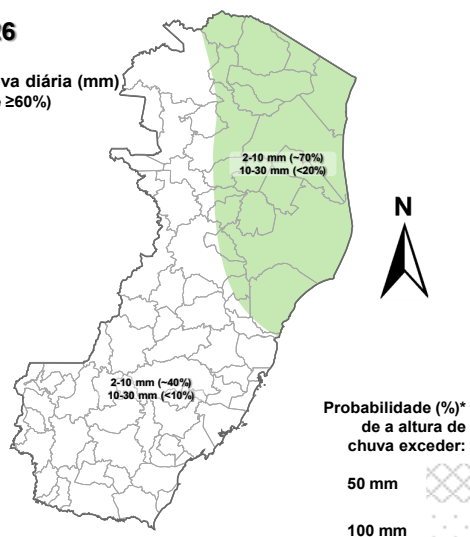 26
va diária (mm)
≥60%)
2-10 mm (~70%)
10-30 mm (<20%)
N
2-10 mm (~40%)
10-30 mm (<10%)
Probabilidade (%)*
de a altura de
chuva exceder:
50 mm
100 mm